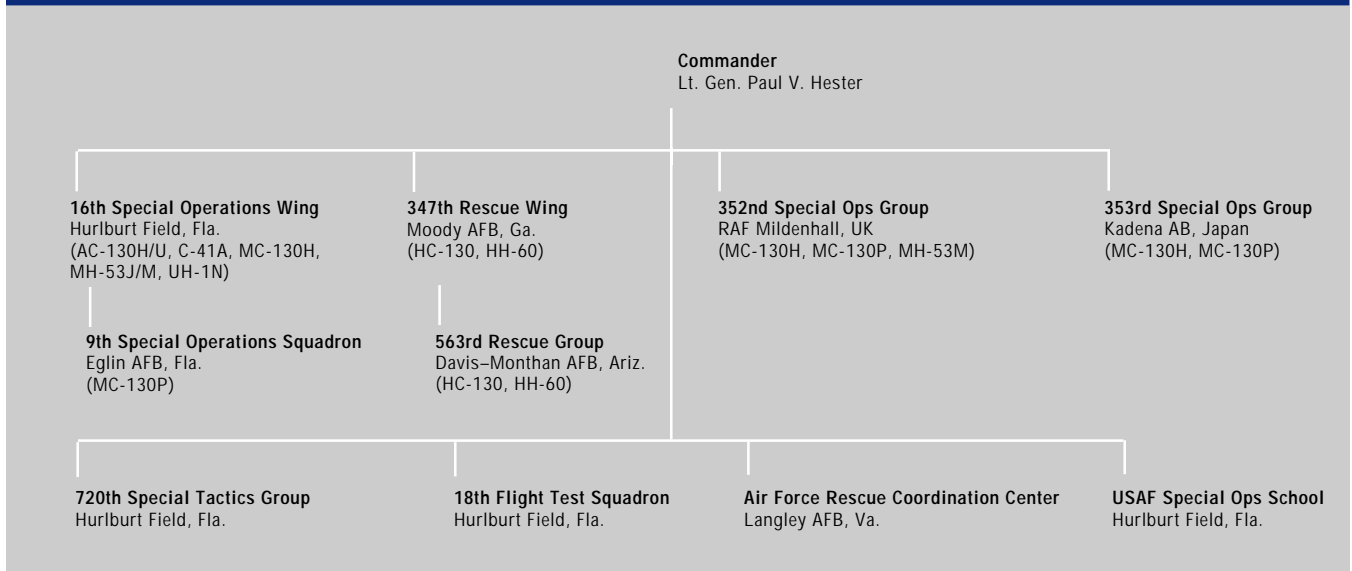 Commander
Lt. Gen. Paul V. Hester
16th Special Operations Wing
Hurlburt Field, Fla.
(AC-130H/U, C-41A, MC-130H,
MH-53J/M, UH-1N)
347th Rescue Wing
Moody AFB, Ga.
(HC-130, HH-60)
352nd Special Ops Group
RAF Mildenhall, UK
(MC-130H, MC-130P, MH-53M)
353rd Special Ops Group
Kadena AB, Japan
(MC-130H, MC-130P)
9th Special Operations Squadron
Eglin AFB, Fla.
(MC-130P)
563rd Rescue Group
Davis–Monthan AFB, Ariz.
(HC-130, HH-60)
720th Special Tactics Group
Hurlburt Field, Fla.
18th Flight Test Squadron
Hurlburt Field, Fla.
Air Force Rescue Coordination Center
Langley AFB, Va.
USAF Special Ops School
Hurlburt Field, Fla.